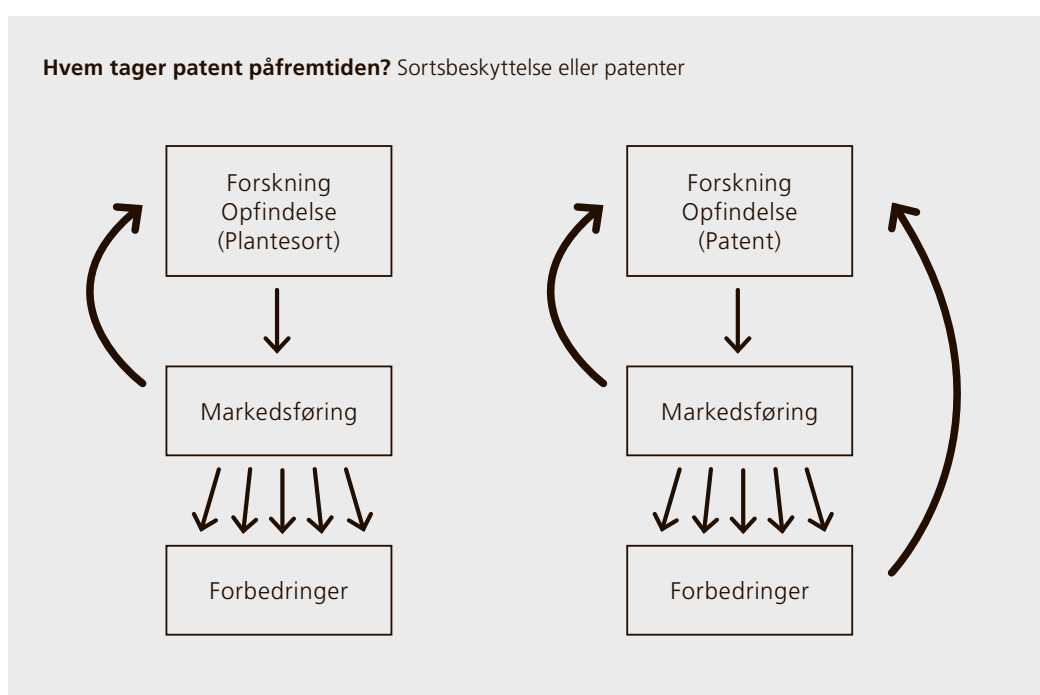 Hvem tager patent påfremtiden? Sortsbeskyttelse eller patenter
Forskning
Opfindelse
(Plantesort)
Markedsføring
Forbedringer
Forskning
Opfindelse
(Patent)
Markedsføring
Forbedringer